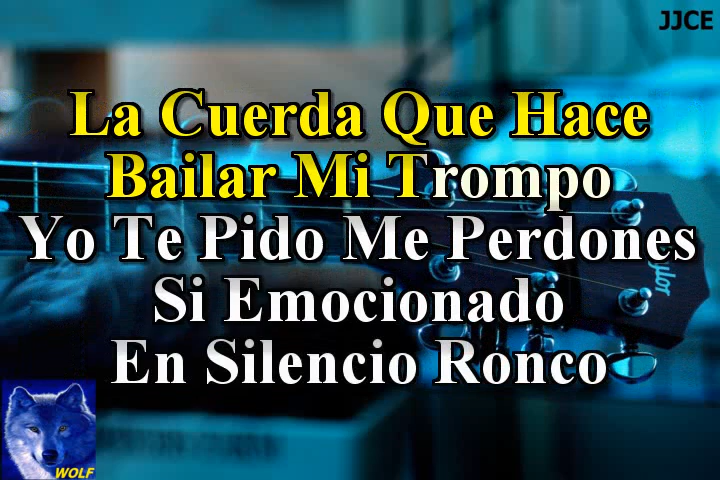 JJCE
La Cuerda Que Hace
Bailar Mi Trompo
Yo Te Pido Me Perdones
Si Emocionado
En Silencio Ronco
WOLF